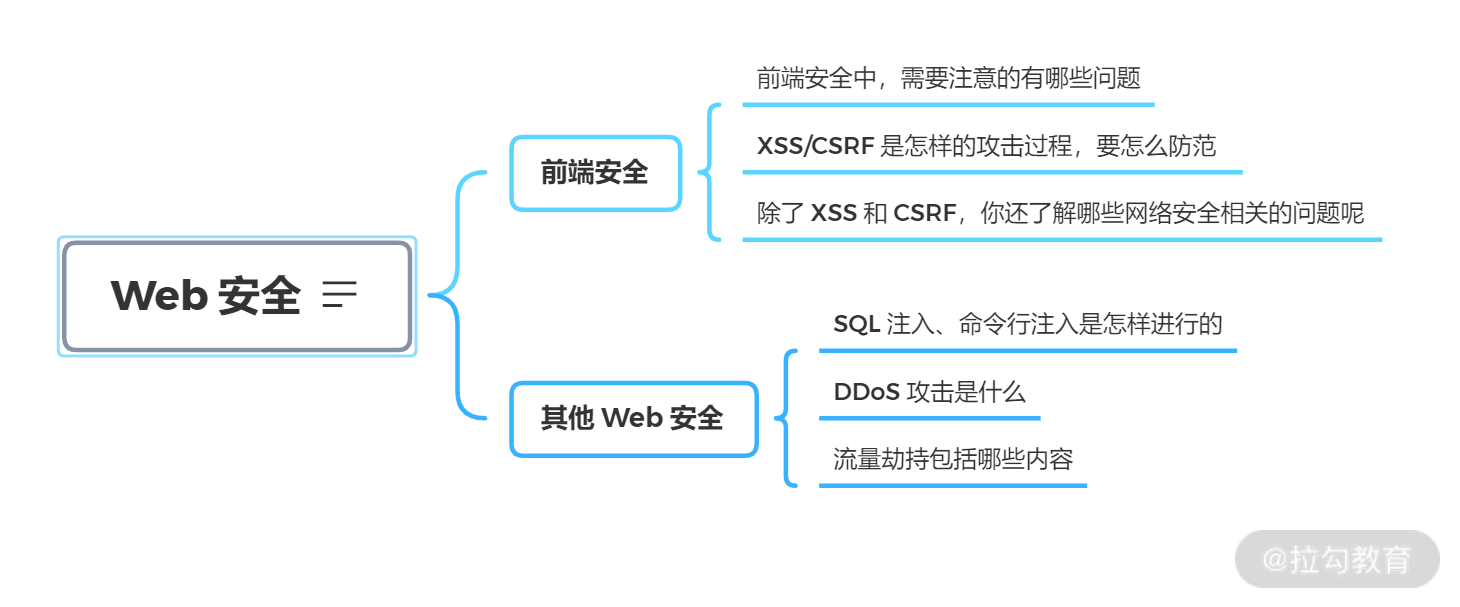 Web 安全
前端安全
前端安全中，需要注意的有哪些问题
XSS/CSRF 是怎样的攻击过程，要怎么防范
除了 XSS 和 CSRF，你还了解哪些网络安全相关的问题呢
其他 Web 安全
SQL 注入、命令行注入是怎样进行的
DDoS 攻击是什么
流量劫持包括哪些内容
@拉勾教育